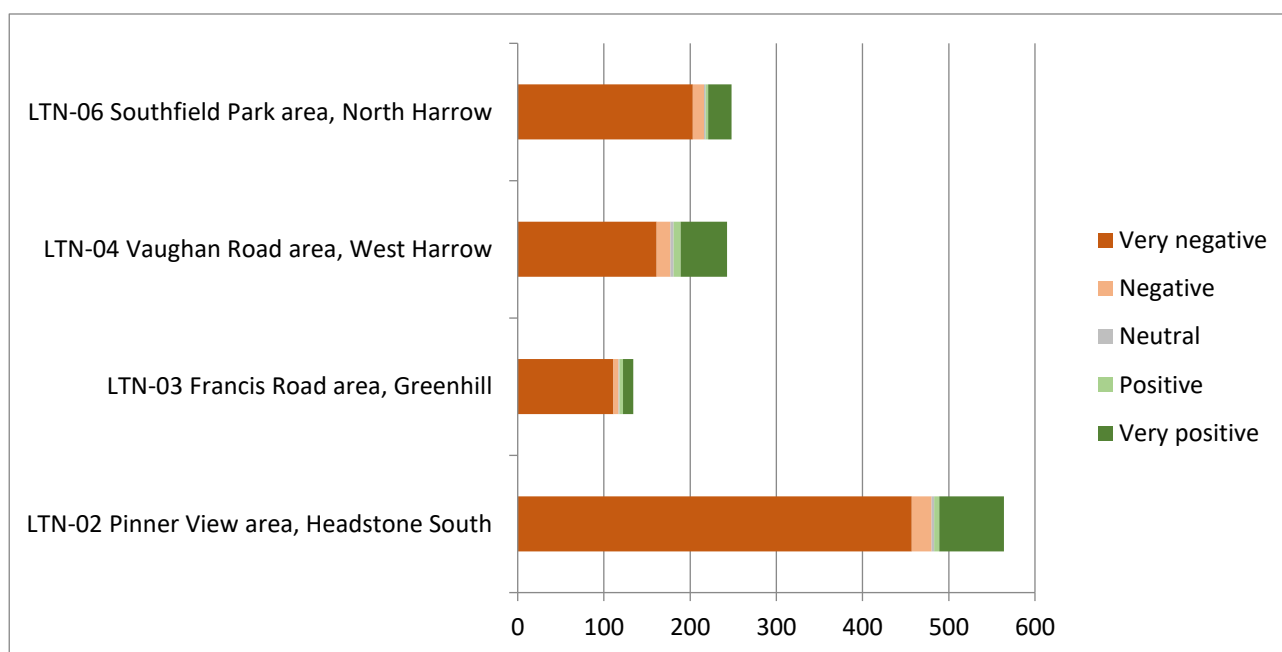 LTN-06 Southfield Park area, North Harrow
LTN-04 Vaughan Road area, West Harrow
LTN-03 Francis Road area, Greenhill
LTN-02 Pinner View area, Headstone South
0 100 200 300 400 500 600
Very negative
Negative
Neutral
Positive
Very positive